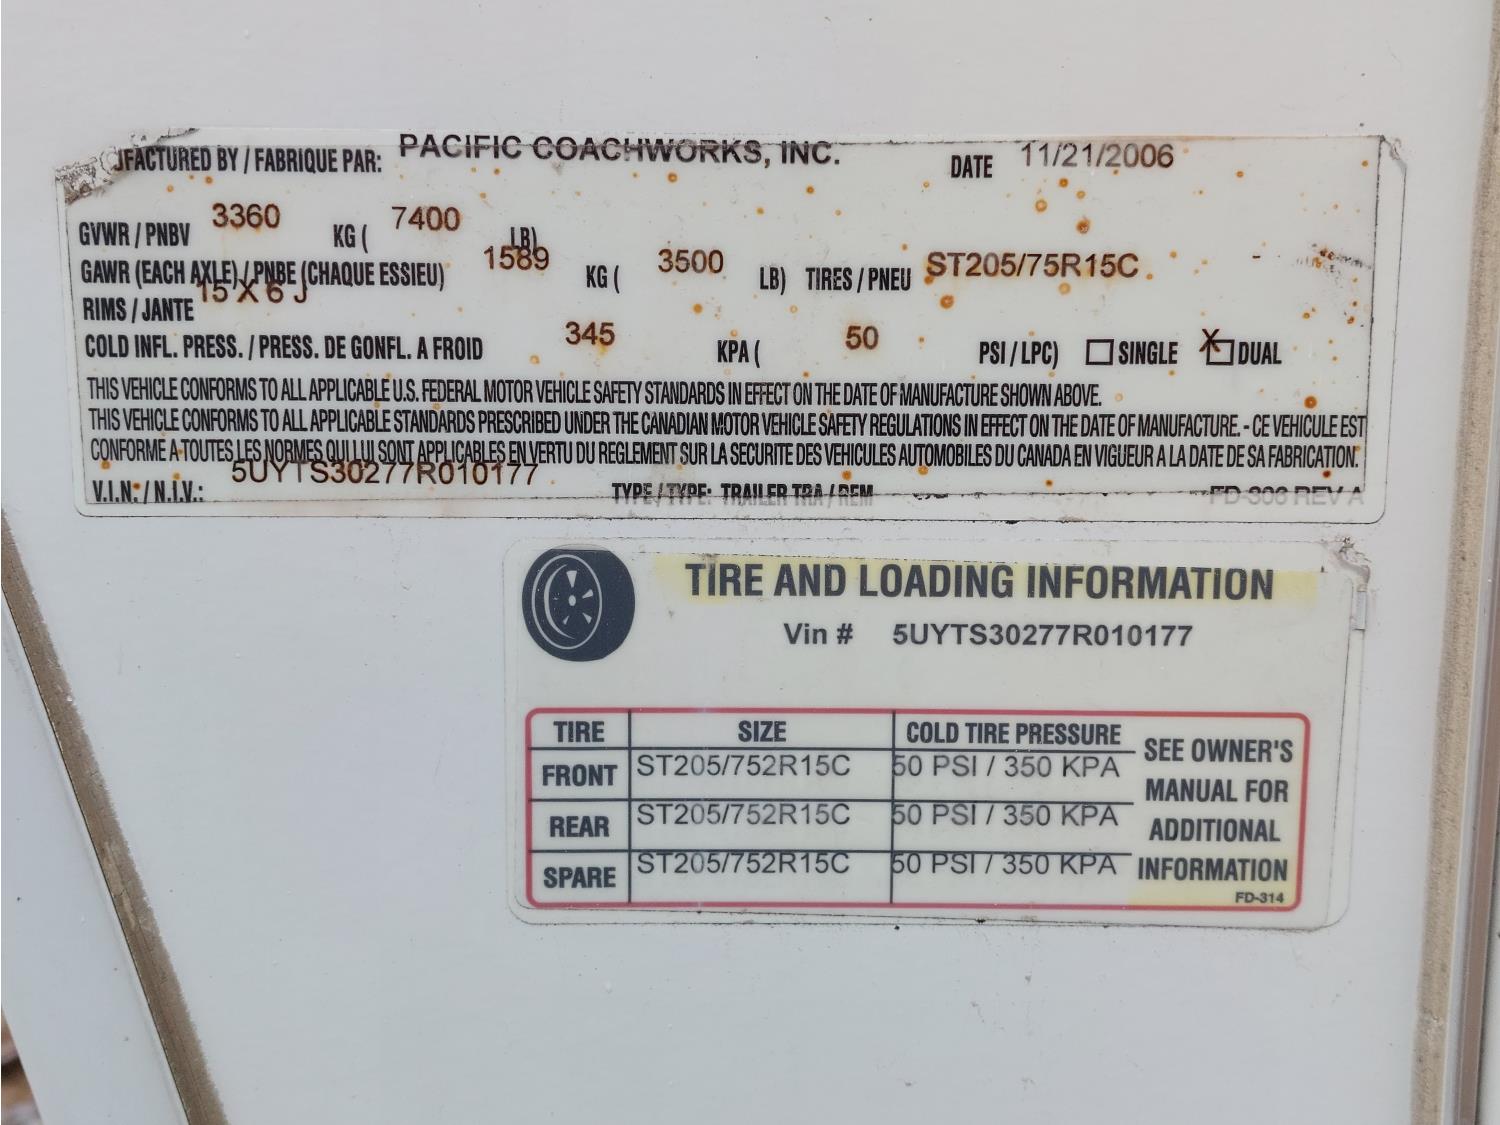 UFACTURED BY / FABRIQUE PAR: PACIFIC COACHWORKS, INC. DATE 11/21/2006
GVWR / PNBV 3360 KG ( 7400 LB)
GAWR (EACH AXLE) / PNBE (CHAQUE ESSIEU) 1589 KG ( 3500 LB) TIRES / PNEU ST205/75R15C
RIMS / JANTE 15 X 6 J
COLD INFL. PRESS. / PRESS. DE GONFL. A FROID 345 KPA ( 50 PSI / LPC) SINGLE X DUAL
THIS VEHICLE CONFORMS TO ALL APPLICABLE U.S. FEDERAL MOTOR VEHICLE SAFETY STANDARDS IN EFFECT ON THE DATE OF MANUFACTURE SHOWN ABOVE.
THIS VEHICLE CONFORMS TO ALL APPLICABLE STANDARDS PRESCRIBED UNDER THE CANADIAN MOTOR VEHICLE SAFETY REGULATIONS IN EFFECT ON THE DATE OF MANUFACTURE. - CE VEHICULE EST
CONFORME A TOUTES LES NORMES QUI LUI SONT APPLICABLES EN VERTU DU REGLEMENT SUR LA SECURITE DES VEHICULES AUTOMOBILES DU CANADA EN VIGUEUR A LA DATE DE SA FABRICATION.
V.I.N. / N.I.V.: 5UYTS30277R010177 TYPE / TYPE: TRAILER TRA / REM FD-306 REV A
TIRE AND LOADING INFORMATION
Vin # 5UYTS30277R010177
TIRE SIZE COLD TIRE PRESSURE SEE OWNER'S MANUAL FOR ADDITIONAL INFORMATION
FRONT ST205/752R15C 50 PSI / 350 KPA
REAR ST205/752R15C 50 PSI / 350 KPA
SPARE ST205/752R15C 50 PSI / 350 KPA
FD-314